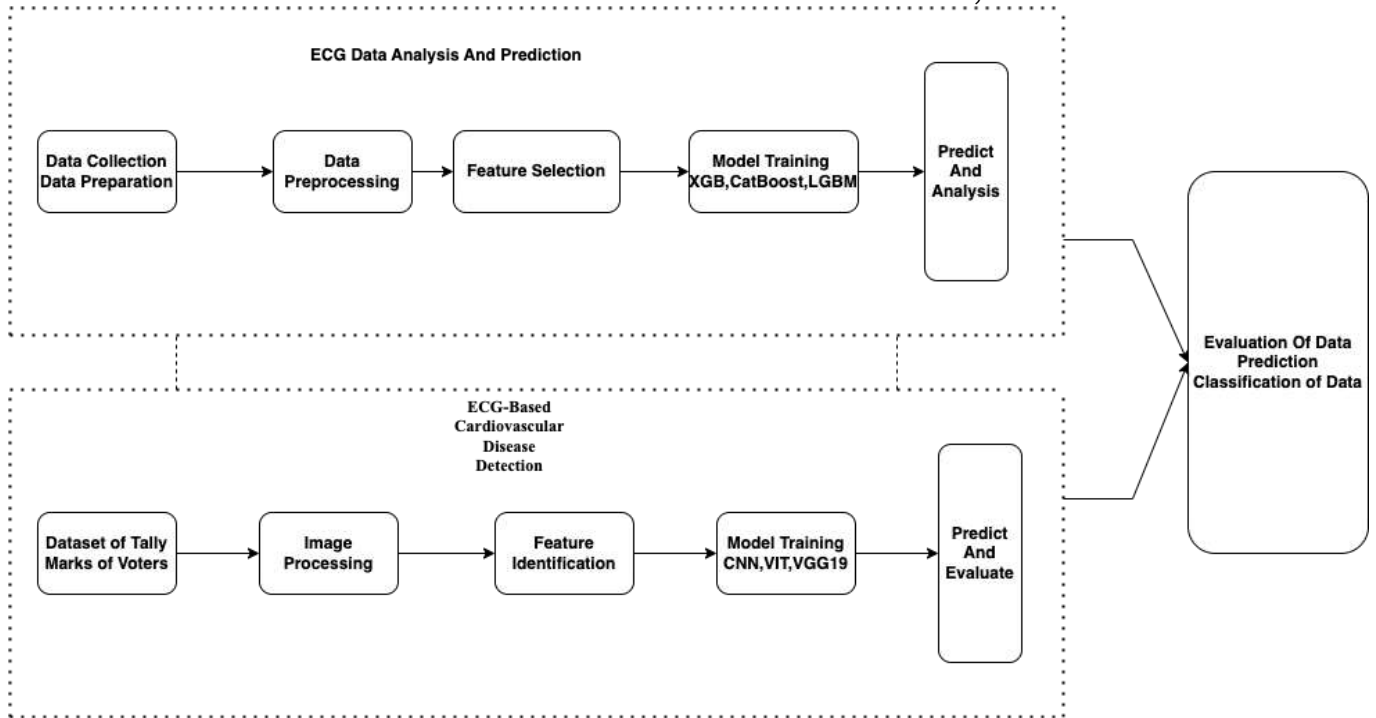 ECG Data Analysis And Prediction
Data Collection
Data Preparation
Data
Preprocessing
Feature Selection
Model Training
XGB,CatBoost,LGBM
Predict
And
Analysis
Evaluation Of Data
Prediction
Classification of Data
ECG-Based
Cardiovascular
Disease
Detection
Dataset of Tally
Marks of Voters
Image
Processing
Feature
Identification
Model Training
CNN,VIT,VGG19
Predict
And
Evaluate